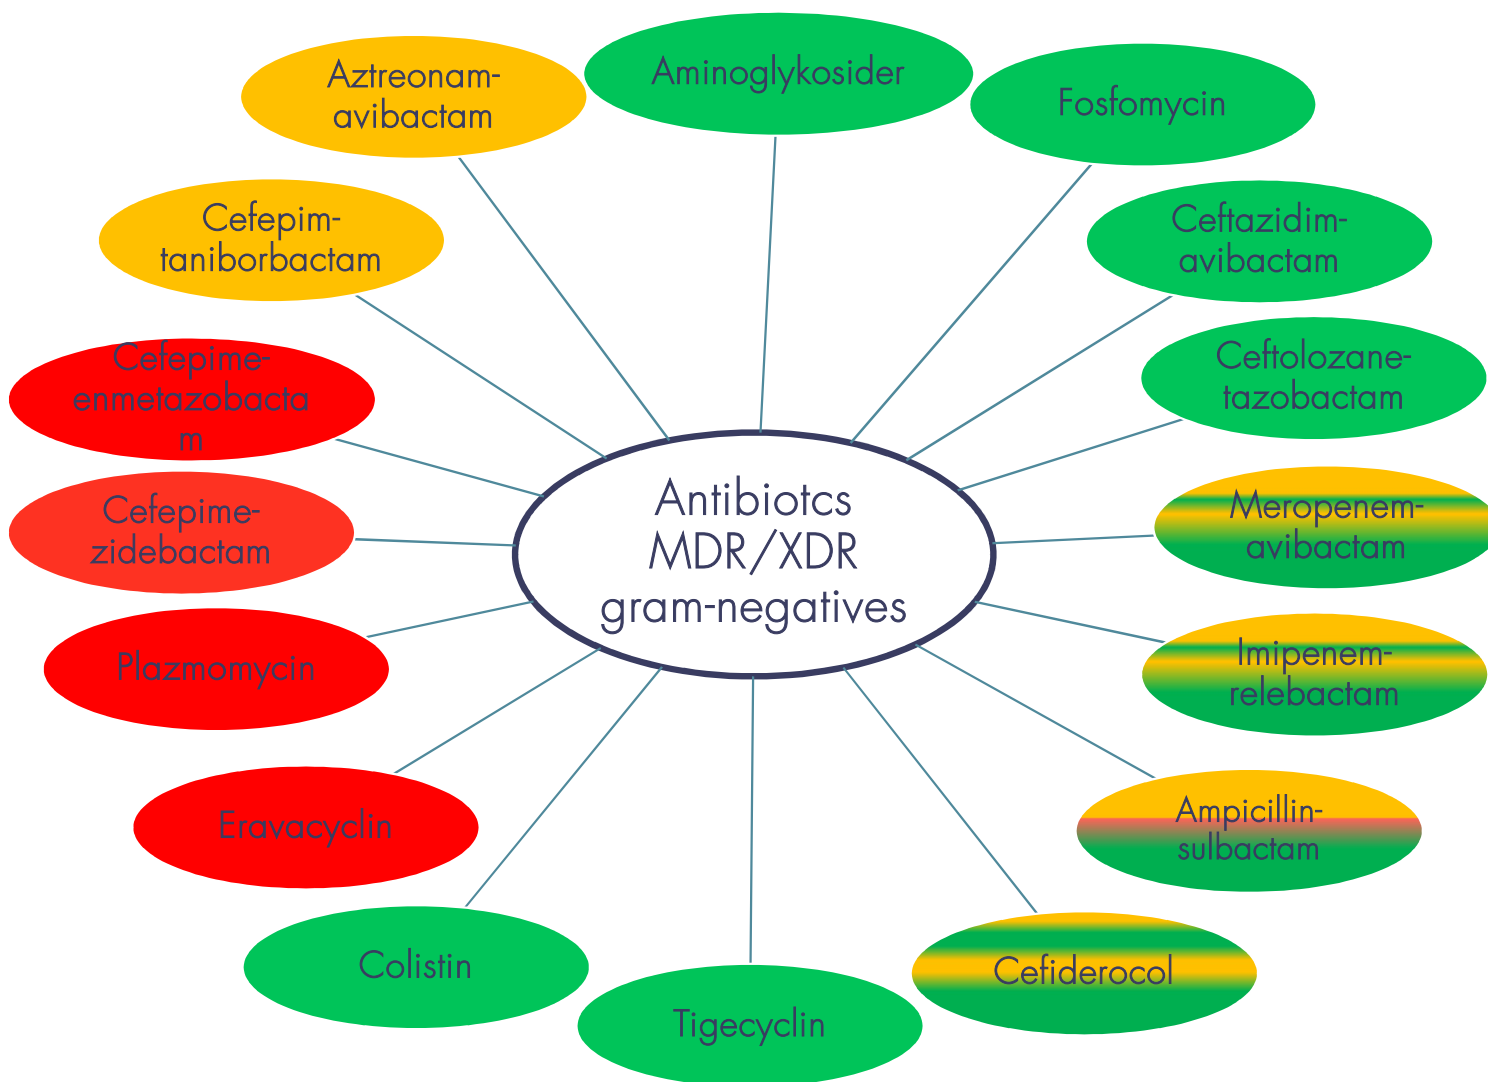 Aztreonam-
avibactam
Aminoglykosider
Fosfomycin
Cefepim-
taniborbactam
Ceftazidim-
avibactam
Cefepime-
enmetazobacta
m
Ceftolozane-
tazobactam
Cefepime-
zidebactam
Antibiotcs
MDR/XDR
gram-negatives
Meropenem-
avibactam
Plazmomycin
Imipenem-
relebactam
Eravacyclin
Ampicillin-
sulbactam
Colistin
Tigecyclin
Cefiderocol